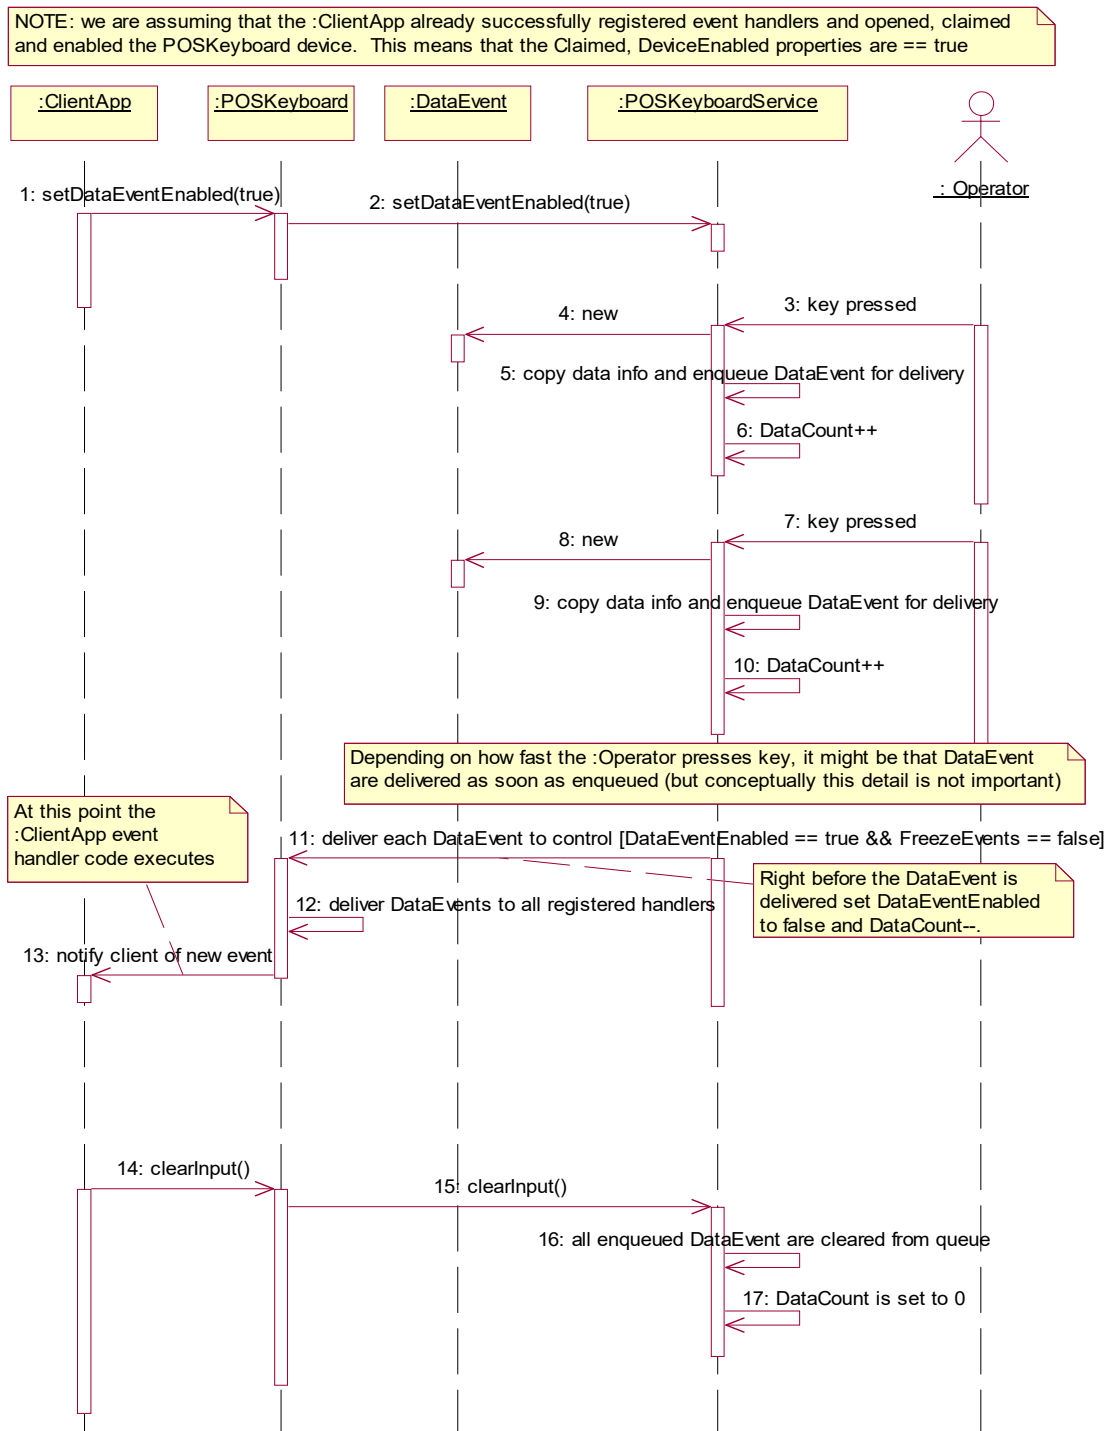 NOTE: we are assuming that the :ClientApp already successfully registered event handlers and opened, claimed
and enabled the POSKeyboard device.  This means that the Claimed, DeviceEnabled properties are == true
:ClientApp
:POSKeyboard
:DataEvent
:POSKeyboardService
: Operator
1: setDataEventEnabled(true)
2: setDataEventEnabled(true)
3: key pressed
4: new
5: copy data info and enqueue DataEvent for delivery
6: DataCount++
7: key pressed
8: new
9: copy data info and enqueue DataEvent for delivery
10: DataCount++
Depending on how fast the :Operator presses key, it might be that DataEvent
are delivered as soon as enqueued (but conceptually this detail is not important)
At this point the
:ClientApp event
handler code executes
11: deliver each DataEvent to control [DataEventEnabled == true && FreezeEvents == false]
Right before the DataEvent is
delivered set DataEventEnabled
to false and DataCount--.
12: deliver DataEvents to all registered handlers
13: notify client of new event
14: clearInput()
15: clearInput()
16: all enqueued DataEvent are cleared from queue
17: DataCount is set to 0